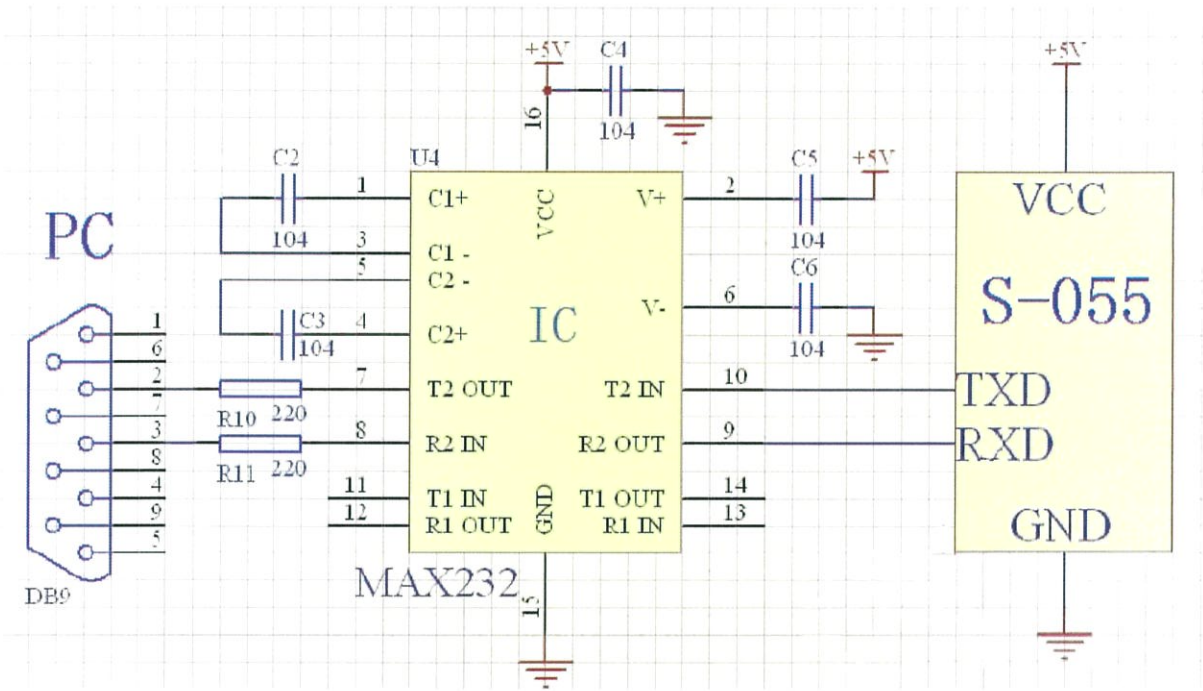 +5V
C4
104
16
+5V
C2
104
1
3
5
C3
104
4
U4
C1+
C1 -
C2 -
C2+
VCC
V+
V-
IC
2
C5
104
+5V
6
C6
104
PC
1
6
2
7
3
8
4
9
5
DB9
R10 220
R11 220
7
8
11
12
T2 OUT
R2 IN
T1 IN
R1 OUT
GND
T2 IN
R2 OUT
T1 OUT
R1 IN
10
9
14
13
MAX232
15
VCC
S-055
TXD
RXD
GND